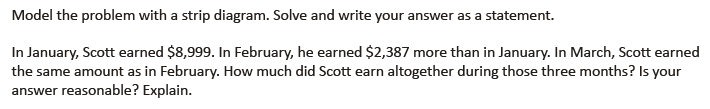 Model the problem with a strip diagram. Solve and write your answer as a statement.
In January, Scott earned $8,999. In February, he earned $2,387 more than in January. In March, Scott earned
the same amount as in February. How much did Scott earn altogether during those three months? Is your
answer reasonable? Explain.